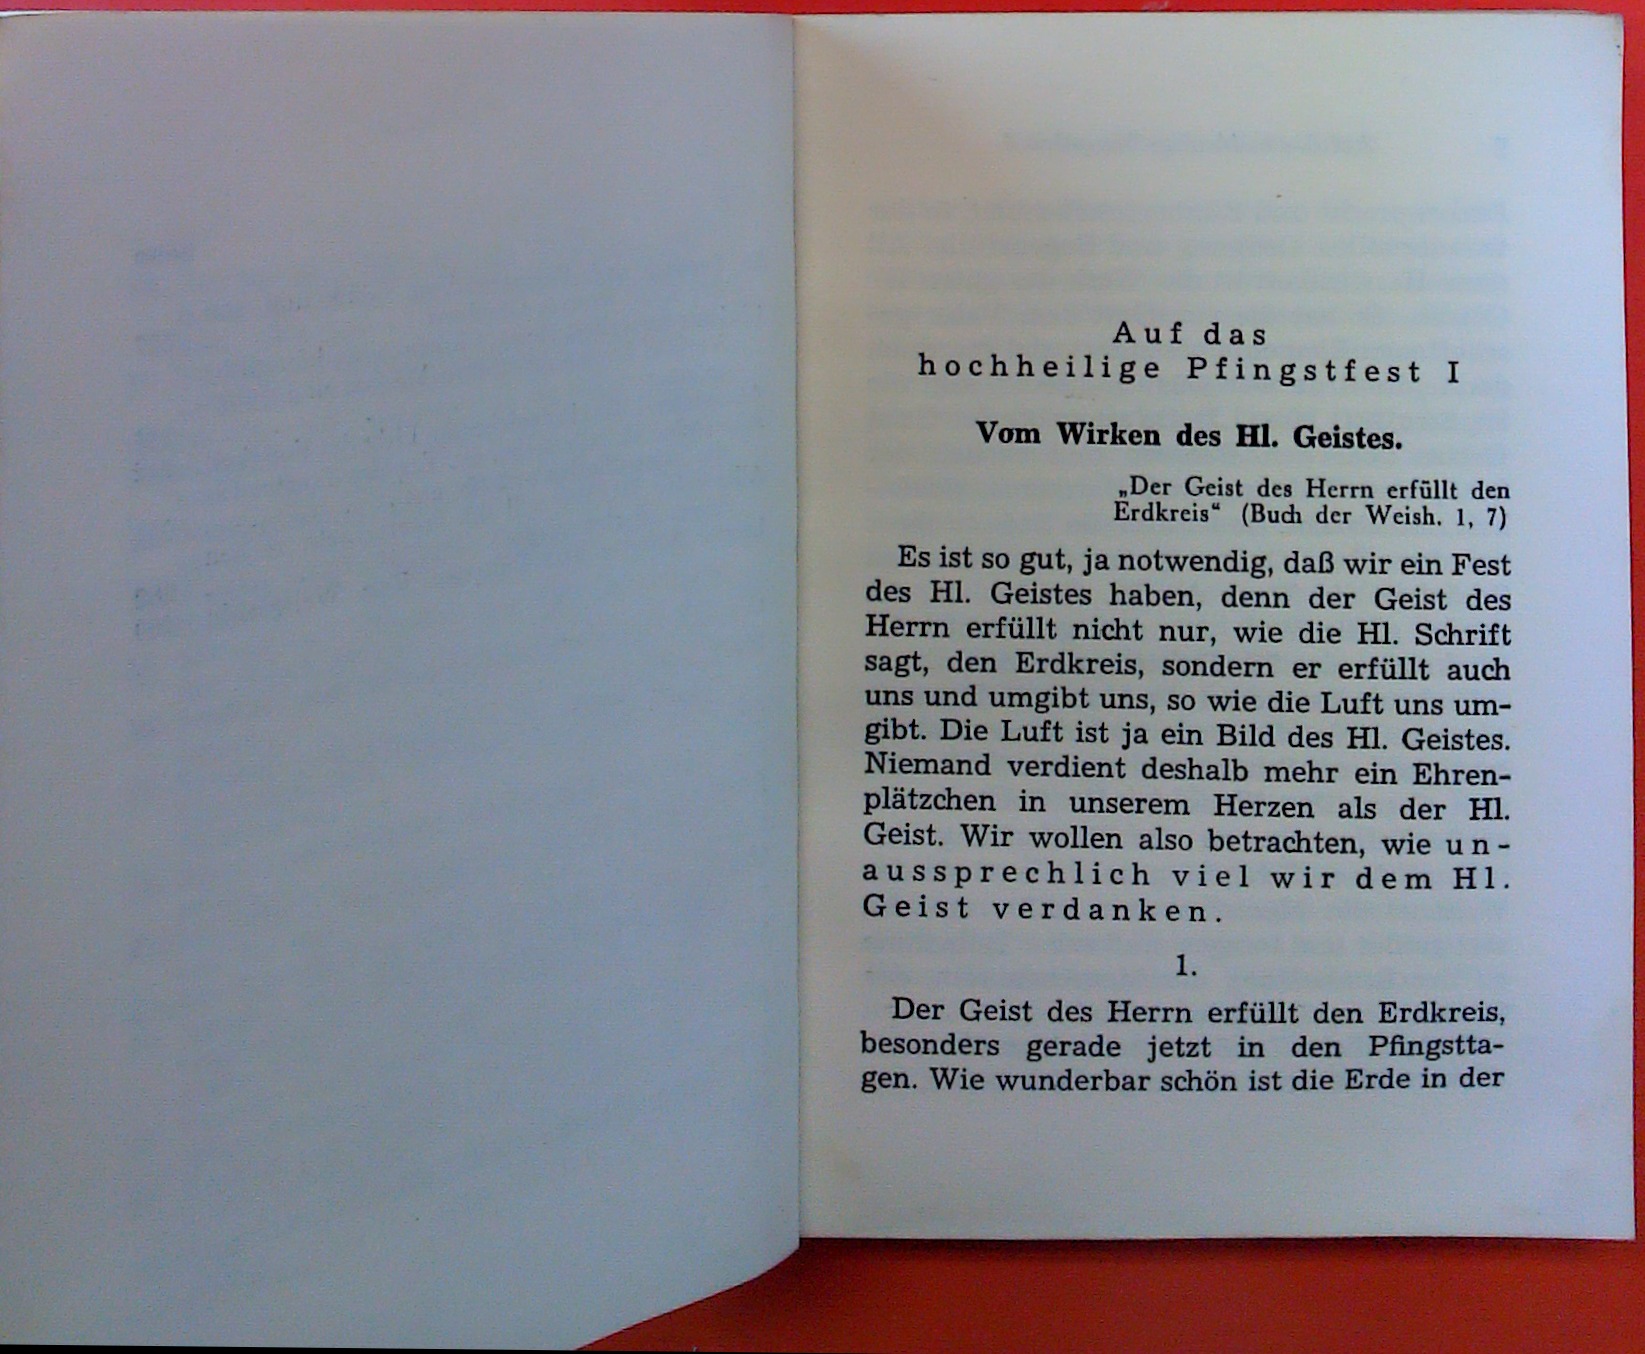 Auf das
hochheilige Pfingstfest I
Vom Wirken des Hl. Geistes.
„Der Geist des Herrn erfüllt den
Erdkreis“ (Buch der Weish. 1, 7)
Es ist so gut, ja notwendig, daß wir ein Fest
des Hl. Geistes haben, denn der Geist des
Herrn erfüllt nicht nur, wie die Hl. Schrift
sagt, den Erdkreis, sondern er erfüllt auch
uns und umgibt uns, so wie die Luft uns um-
gibt. Die Luft ist ja ein Bild des Hl. Geistes.
Niemand verdient deshalb mehr ein Ehren-
plätzchen in unserem Herzen als der Hl.
Geist. Wir wollen also betrachten, wie un-
aussprechlich viel wir dem Hl.
Geist verdanken.
1.
Der Geist des Herrn erfüllt den Erdkreis,
besonders gerade jetzt in den Pfingstta-
gen. Wie wunderbar schön ist die Erde in der